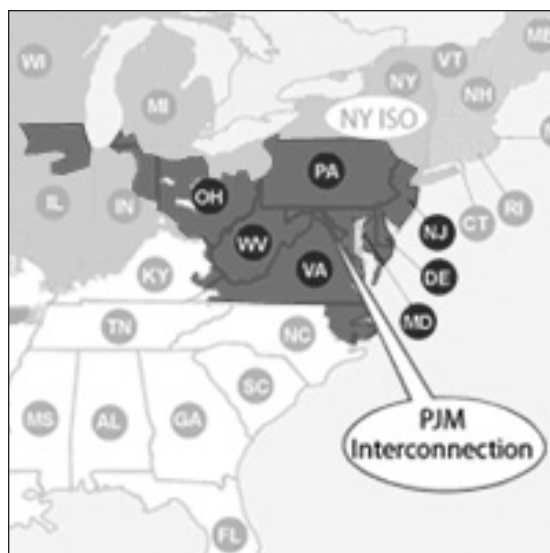 WI
MI
VT
ME
NY
NH
NY ISO
IL
IN
OH
PA
NJ
CT
RI
WV
KY
VA
DE
MD
TN
NC
SC
MS
AL
GA
FL
PJM
Interconnection